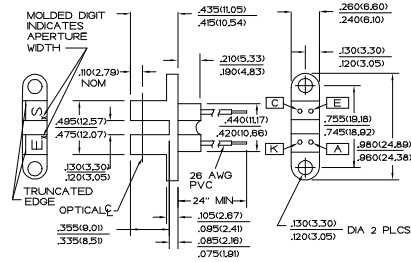 MOLDED DIGIT
INDICATES
APERTURE
WIDTH
.435(11.05)
.415(10.54)
.260(6.60)
.240(6.10)
.110(2.79)
NOM
.210(5.33)
.190(4.83)
.130(3.30)
.120(3.05)
S
E
.495(12.57)
.475(12.07)
.440(11.17)
.420(10.66)
C
E
K
A
.755(19.18)
.745(18.92)
.980(24.89)
.960(24.38)
.130(3.30)
.120(3.05)
TRUNCATED
EDGE
OPTICAL ℄
26 AWG
PVC
24" MIN
.355(9.01)
.335(8.51)
.105(2.67)
.095(2.41)
.085(2.16)
.075(1.91)
.130(3.30)
.120(3.05)
DIA 2 PLCS